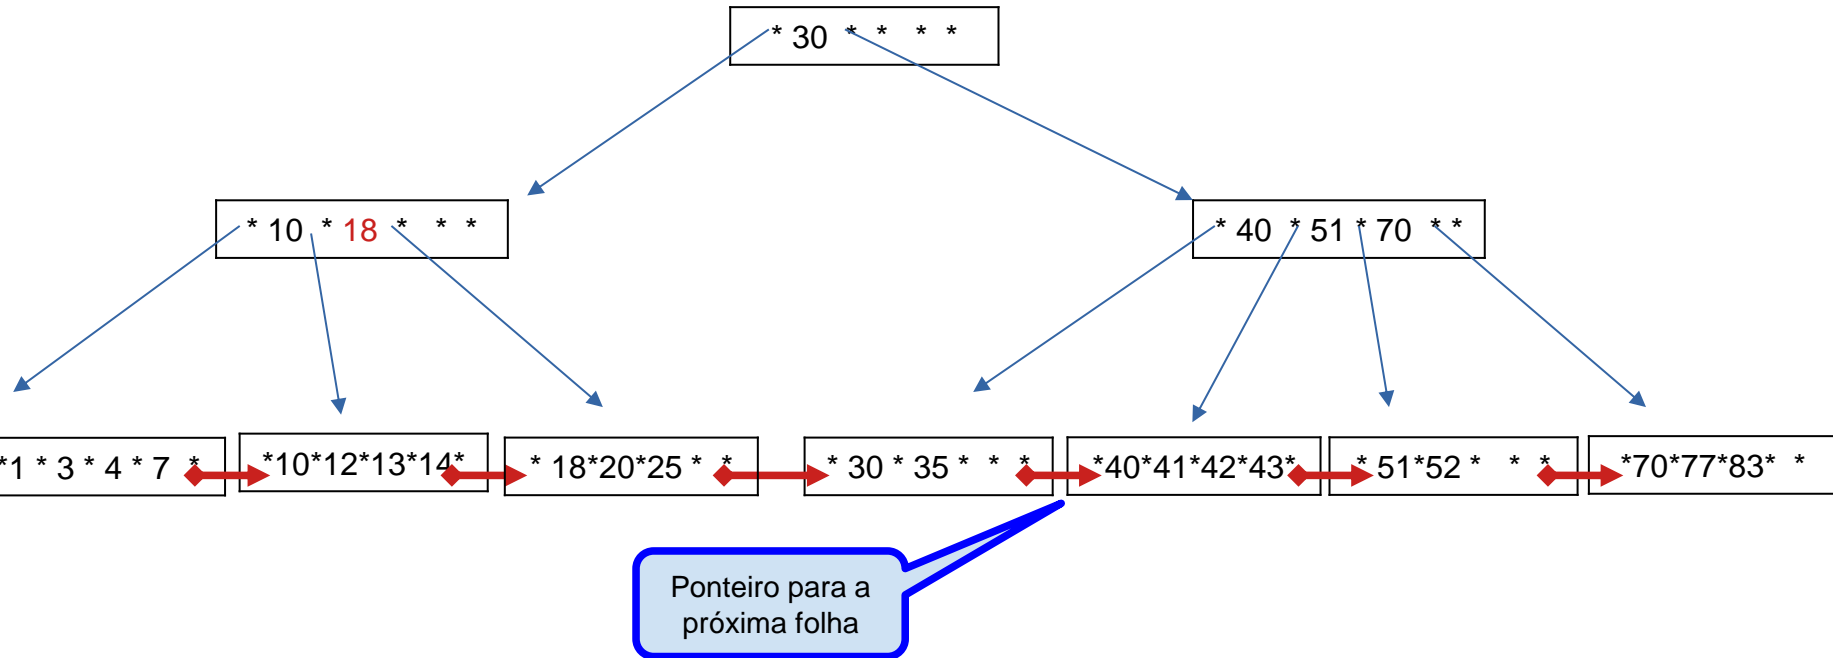 * 30 * * * *
* 10 * 18 * * *
* 40 * 51 * 70 * *
*1 * 3 * 4 * 7 *
*10*12*13*14*
* 18*20*25 * *
* 30 * 35 * * *
*40*41*42*43*
* 51*52 * * *
*70*77*83* *
Ponteiro para a
próxima folha